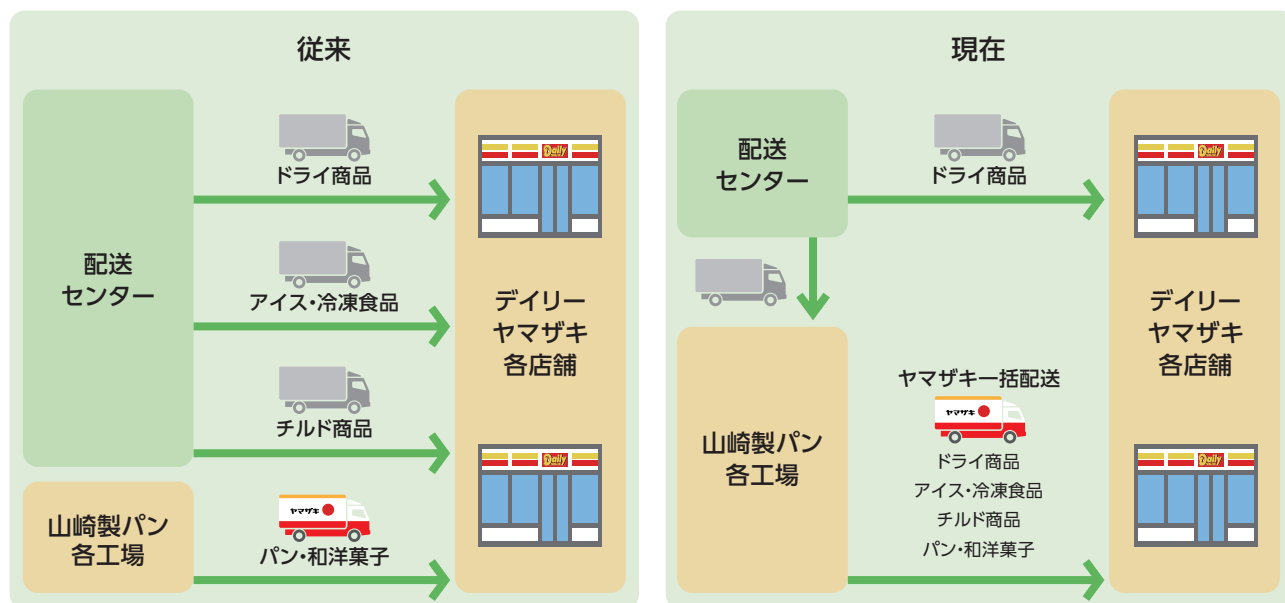 従来
配送
センター
ドライ商品
アイス・冷凍食品
チルド商品
山崎製パン
各工場
ヤマザキ
パン・和洋菓子
Daily
デイリー
ヤマザキ
各店舗
Daily
現在
配送
センター
ドライ商品
山崎製パン
各工場
ヤマザキ一括配送
ヤマザキ
ドライ商品
アイス・冷凍食品
チルド商品
パン・和洋菓子
Daily
デイリー
ヤマザキ
各店舗
Daily